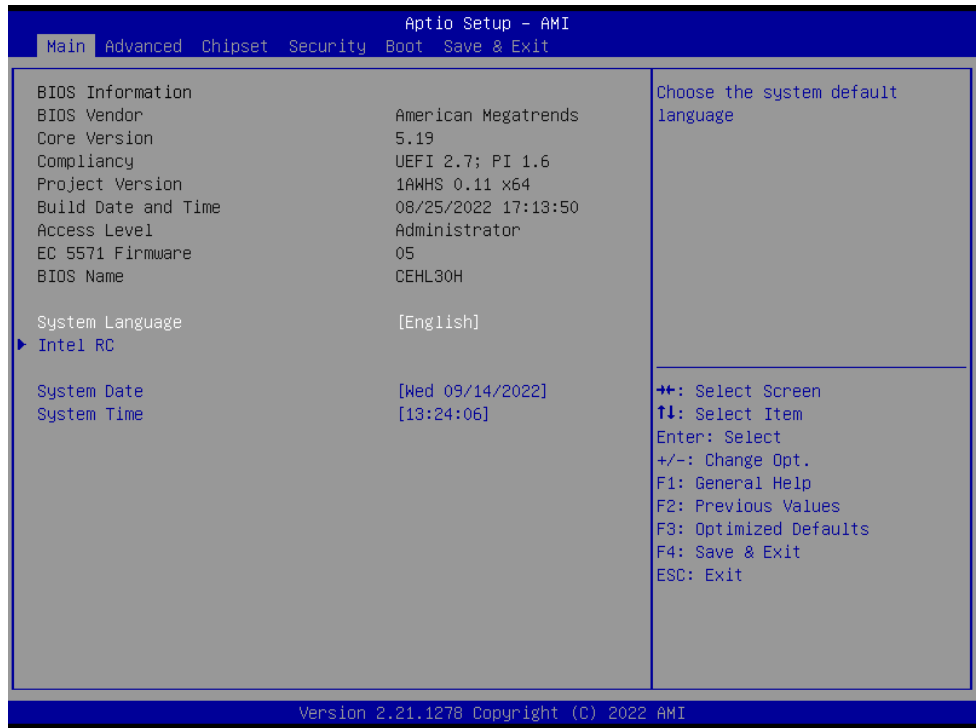 Aptio Setup – AMI
Main Advanced Chipset Security Boot Save & Exit
BIOS Information
BIOS Vendor American Megatrends
Core Version 5.19
Compliancy UEFI 2.7; PI 1.6
Project Version 1AWHS 0.11 x64
Build Date and Time 08/25/2022 17:13:50
Access Level Administrator
EC 5571 Firmware 05
BIOS Name CEHL30H
System Language [English]
Intel RC
System Date [Wed 09/14/2022]
System Time [13:24:06]
Choose the system default
language
→←: Select Screen
↑↓: Select Item
Enter: Select
+/-: Change Opt.
F1: General Help
F2: Previous Values
F3: Optimized Defaults
F4: Save & Exit
ESC: Exit
Version 2.21.1278 Copyright (C) 2022 AMI